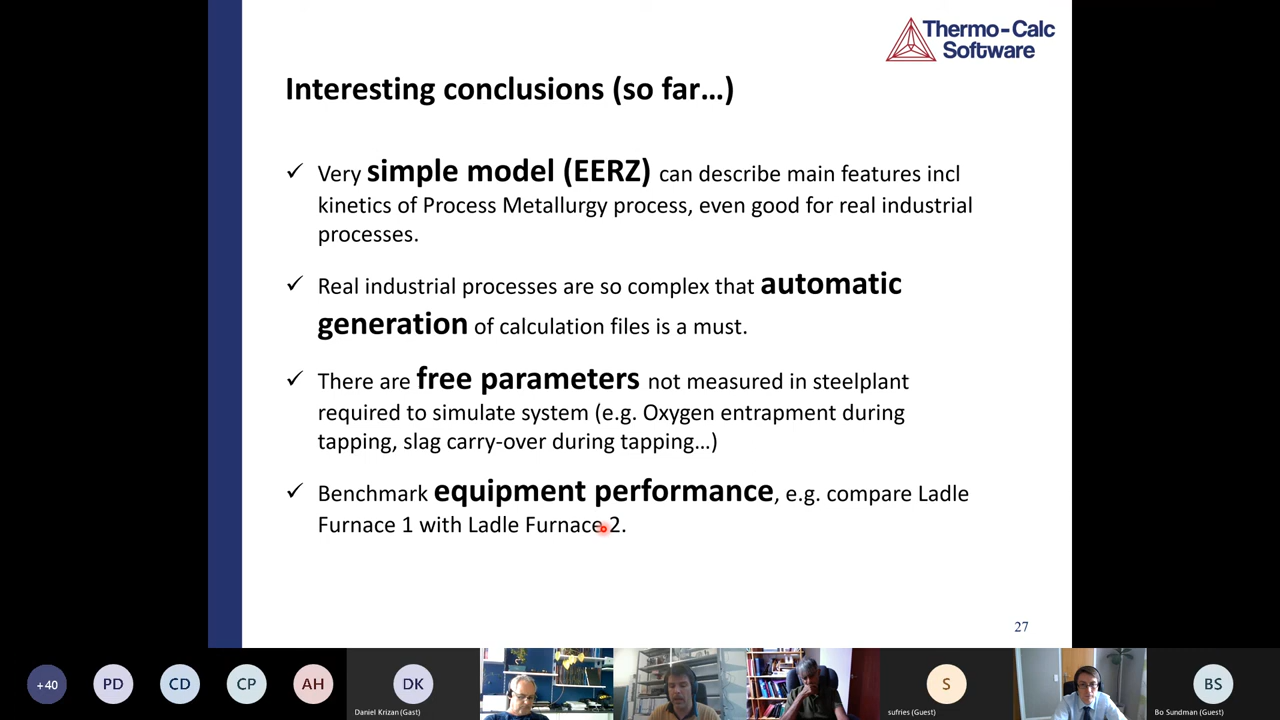 Thermo-Calc
Software
Interesting conclusions (so far…)
✓ Very simple model (EERZ) can describe main features incl
kinetics of Process Metallurgy process, even good for real industrial
processes.
✓ Real industrial processes are so complex that automatic
generation of calculation files is a must.
✓ There are free parameters not measured in steelplant
required to simulate system (e.g. Oxygen entrapment during
tapping, slag carry-over during tapping…)
✓ Benchmark equipment performance, e.g. compare Ladle
Furnace 1 with Ladle Furnace 2.
27
+40 PD CD CP AH DK S BS
Daniel Krizan (Gast) sufries (Guest) Bo Sundman (Guest)